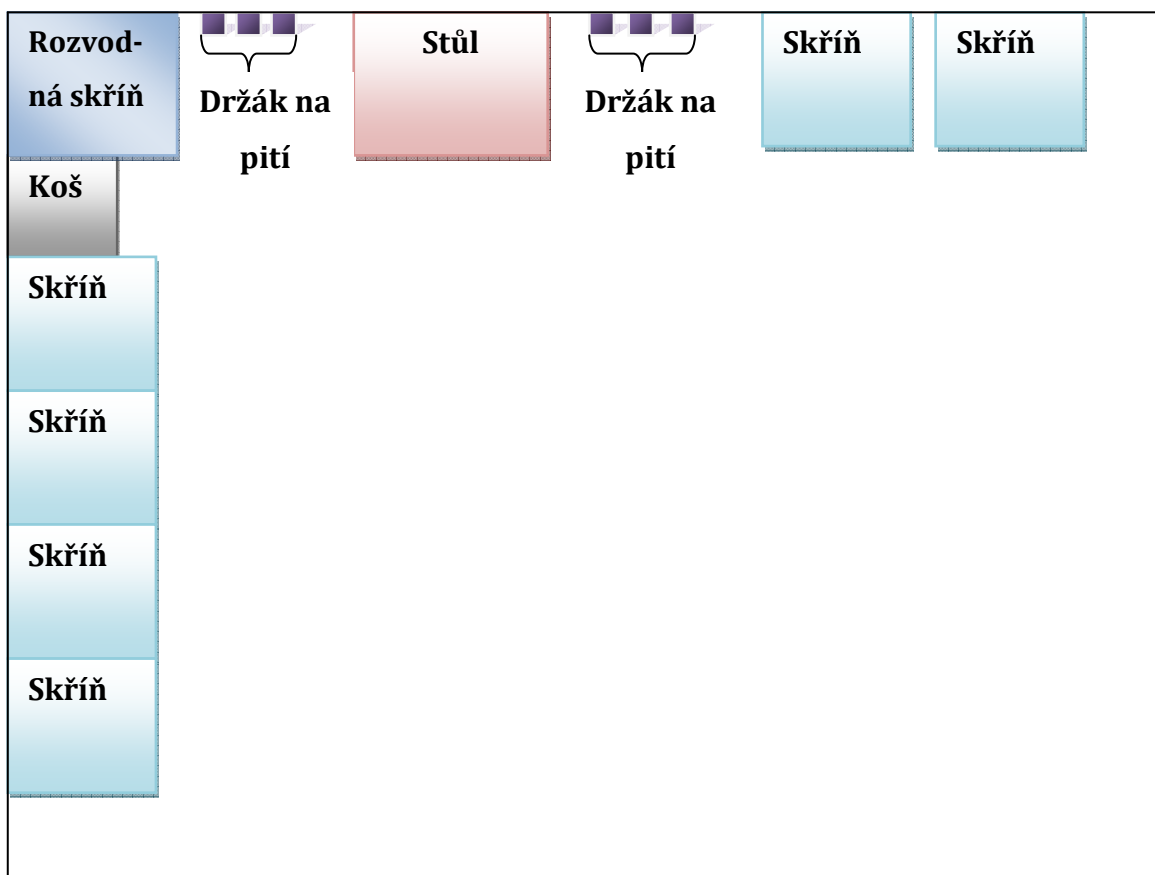 Rozvod-
ná skříň
Držák na
pití
Stůl
Držák na
pití
Skříň
Skříň
Koš
Skříň
Skříň
Skříň
Skříň